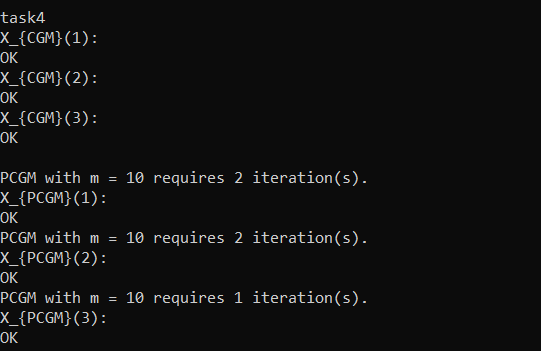 task4
X_{CGM}(1):
OK
X_{CGM}(2):
OK
X_{CGM}(3):
OK
PCGM with m = 10 requires 2 iteration(s).
X_{PCGM}(1):
OK
PCGM with m = 10 requires 2 iteration(s).
X_{PCGM}(2):
OK
PCGM with m = 10 requires 1 iteration(s).
X_{PCGM}(3):
OK